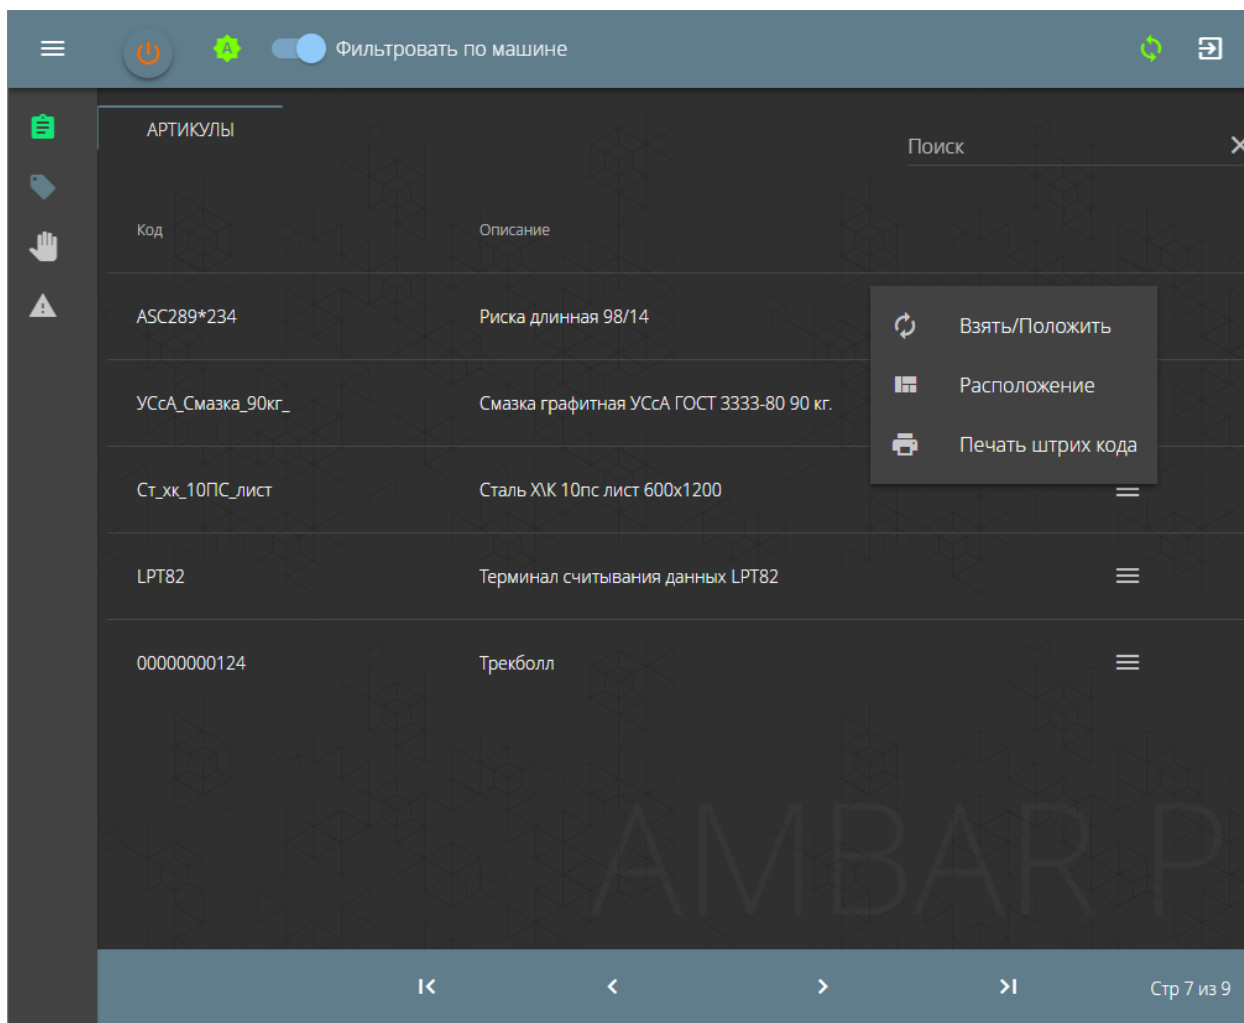 A
Фильтровать по машине
АРТИКУЛЫ
Поиск
Код Описание
ASC289*234 Риска длинная 98/14
Взять/Положить
Расположение
УСсА_Смазка_90кг_ Смазка графитная УСсА ГОСТ 3333-80 90 кг.
Печать штрих кода
Ст_хк_10ПС_лист Сталь Х\К 10пс лист 600х1200
LPT82 Терминал считывания данных LPT82
00000000124 Трекболл
AMBAR P
Стр 7 из 9